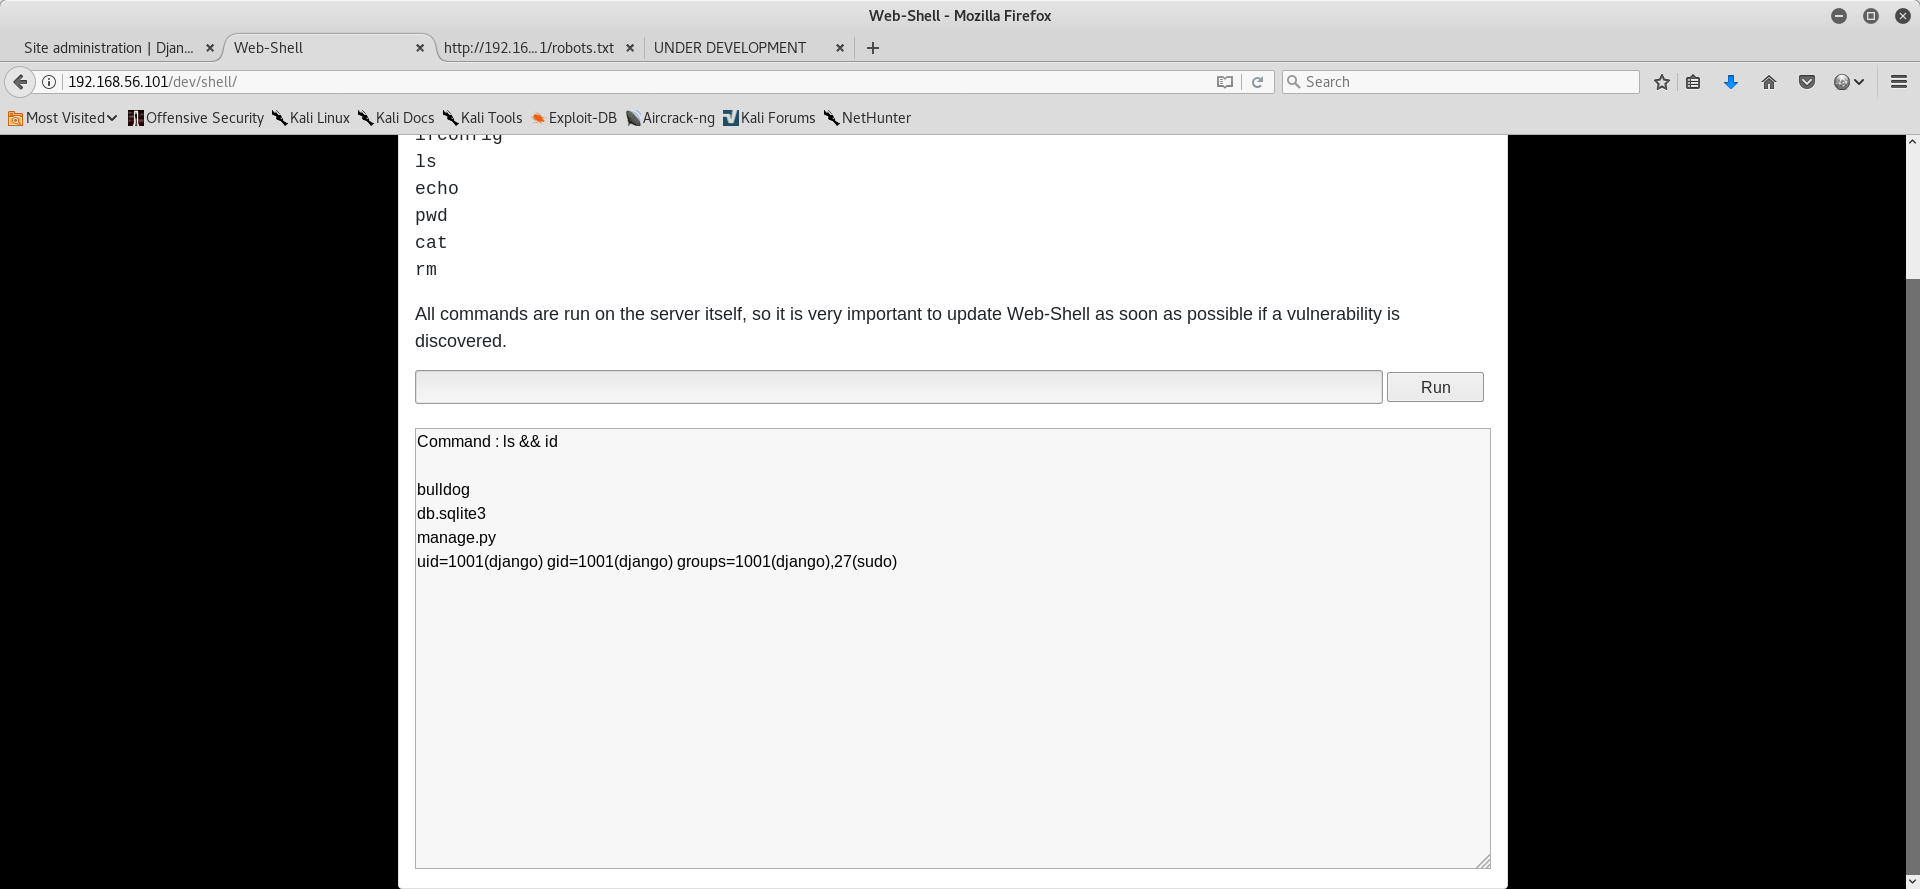 Web-Shell - Mozilla Firefox
Site administration | Djan...
Web-Shell
http://192.16...1/robots.txt
UNDER DEVELOPMENT
192.168.56.101/dev/shell/
Search
Most Visited
Offensive Security
Kali Linux
Kali Docs
Kali Tools
Exploit-DB
Aircrack-ng
Kali Forums
NetHunter
ifconfig
ls
echo
pwd
cat
rm
All commands are run on the server itself, so it is very important to update Web-Shell as soon as possible if a vulnerability is
discovered.
Run
Command : ls && id
bulldog
db.sqlite3
manage.py
uid=1001(django) gid=1001(django) groups=1001(django),27(sudo)